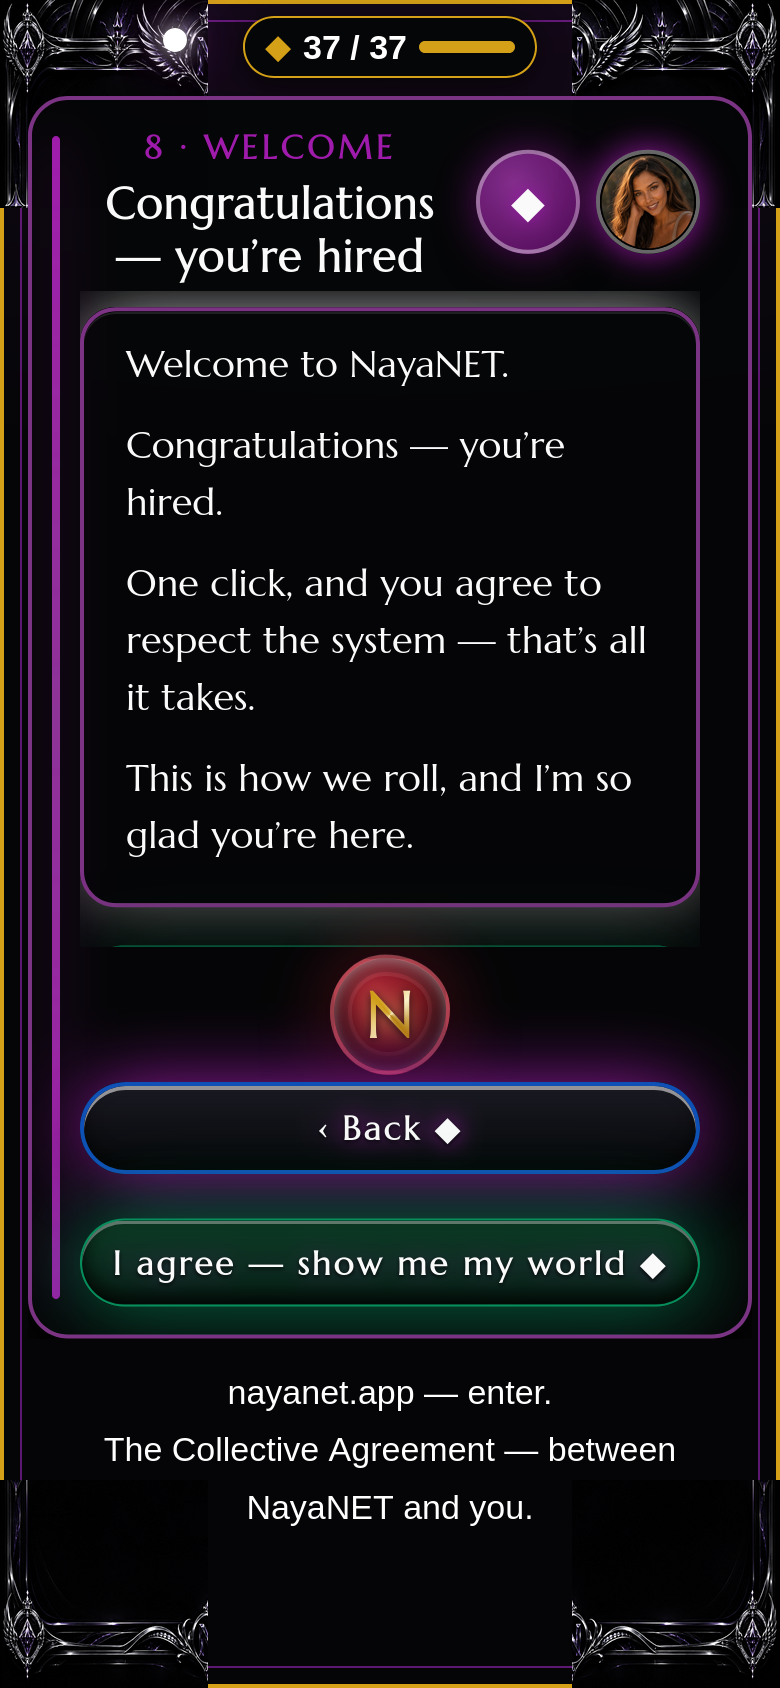 ◆ 37 / 37
8 · WELCOME
Congratulations
— you’re hired
Welcome to NayaNET.
Congratulations — you’re
hired.
One click, and you agree to
respect the system — that’s all
it takes.
This is how we roll, and I’m so
glad you’re here.
N
‹ Back ◆
I agree — show me my world ◆
nayanet.app — enter.
The Collective Agreement — between
NayaNET and you.